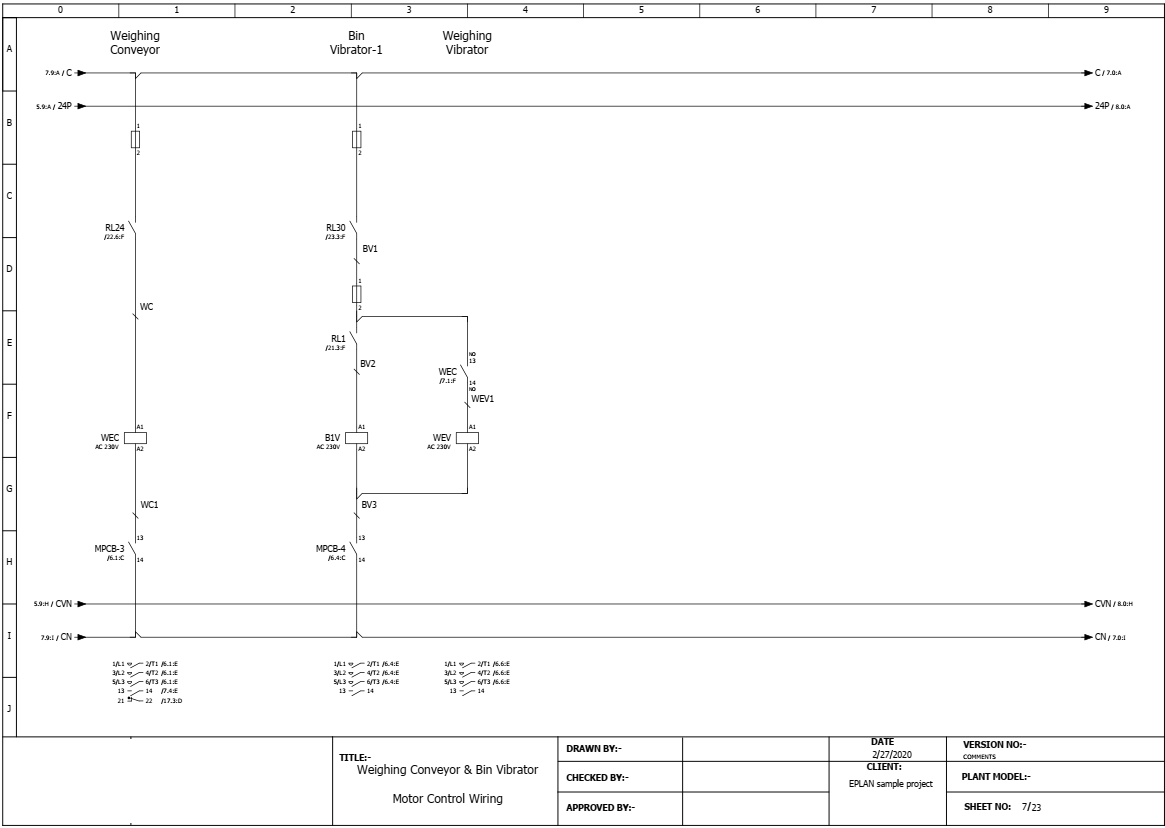 0 1 2 3 4 5 6 7 8 9
A
B
C
D
E
F
G
H
I
J
Weighing
Conveyor
Bin
Vibrator-1
Weighing
Vibrator
7.9:A / C
C / 7.0:A
5.9:A / 24P
24P / 8.0:A
1
2
1
2
RL24
/22.6:F
RL30
/23.3:F
BV1
1
2
WC
RL1
/21.3:F
BV2
NO
13
WEC
/7.1:F
14
NO
WEV1
WEC
AC 230V
A1
A2
B1V
AC 230V
A1
A2
WEV
AC 230V
A1
A2
WC1
BV3
MPCB-3
/6.1:C
13
14
MPCB-4
/6.4:C
13
14
5.9:H / CVN
CVN / 8.0:H
7.9:I / CN
CN / 7.0:I
1/L1 2/T1 /6.1:E
3/L2 4/T2 /6.1:E
5/L3 6/T3 /6.1:E
13 14 /7.4:E
21 22 /17.3:D
1/L1 2/T1 /6.4:E
3/L2 4/T2 /6.4:E
5/L3 6/T3 /6.4:E
13 14
1/L1 2/T1 /6.6:E
3/L2 4/T2 /6.6:E
5/L3 6/T3 /6.6:E
13 14
TITLE:-
Weighing Conveyor & Bin Vibrator
Motor Control Wiring
DRAWN BY:-
CHECKED BY:-
APPROVED BY:-
DATE
2/27/2020
CLIENT:
EPLAN sample project
VERSION NO:-
COMMENTS
PLANT MODEL:-
SHEET NO: 7/23